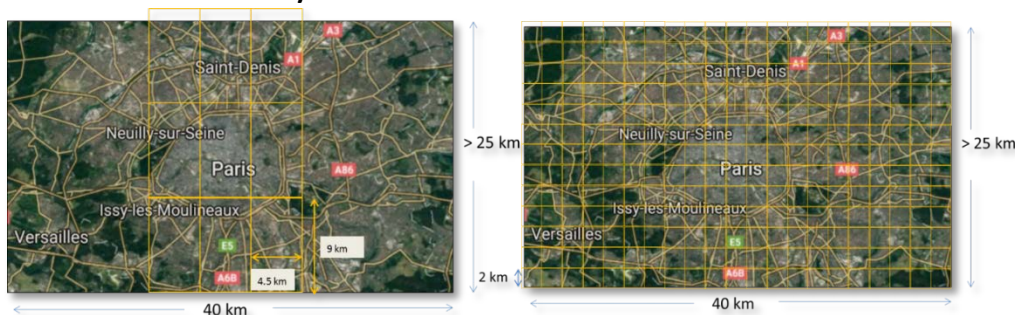 A3
A1
Saint-Denis
Neuilly-sur-Seine
> 25 km
Paris
A86
Issy-les-Moulineaux
Versailles
E5
9 km
A6B
4.5 km
40 km
A3
A1
Saint-Denis
Neuilly-sur-Seine
> 25 km
Paris
A86
Issy-les-Moulineaux
Versailles
E5
2 km
A6B
40 km